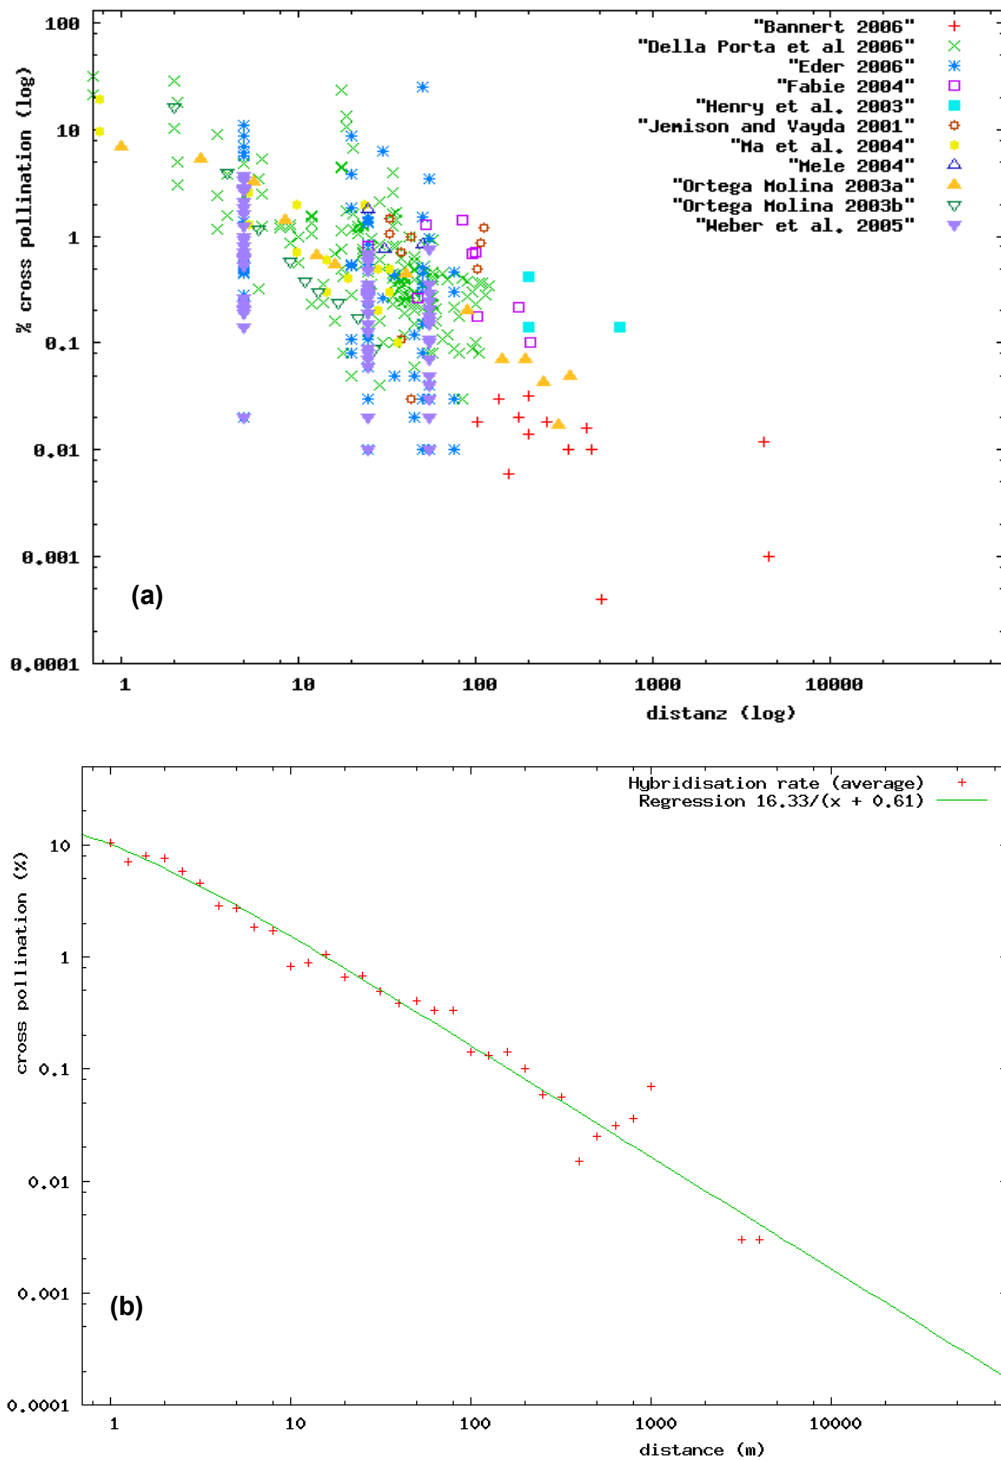 100
10
1
0.1
0.01
0.001
0.0001
% cross pollination (log)
"Bannert 2006"
"Della Porta et al 2006"
"Eder 2006"
"Fabie 2004"
"Henry et al. 2003"
"Jemison and Vayda 2001"
"Ma et al. 2004"
"Mele 2004"
"Ortega Molina 2003a"
"Ortega Molina 2003b"
"Weber et al. 2005"
(a)
1 10 100 1000 10000
distanz (log)
Hybridisation rate (average)
Regression 16.33/(x + 0.61)
10
1
0.1
0.01
0.001
0.0001
cross pollination (%)
(b)
1 10 100 1000 10000
distance (m)